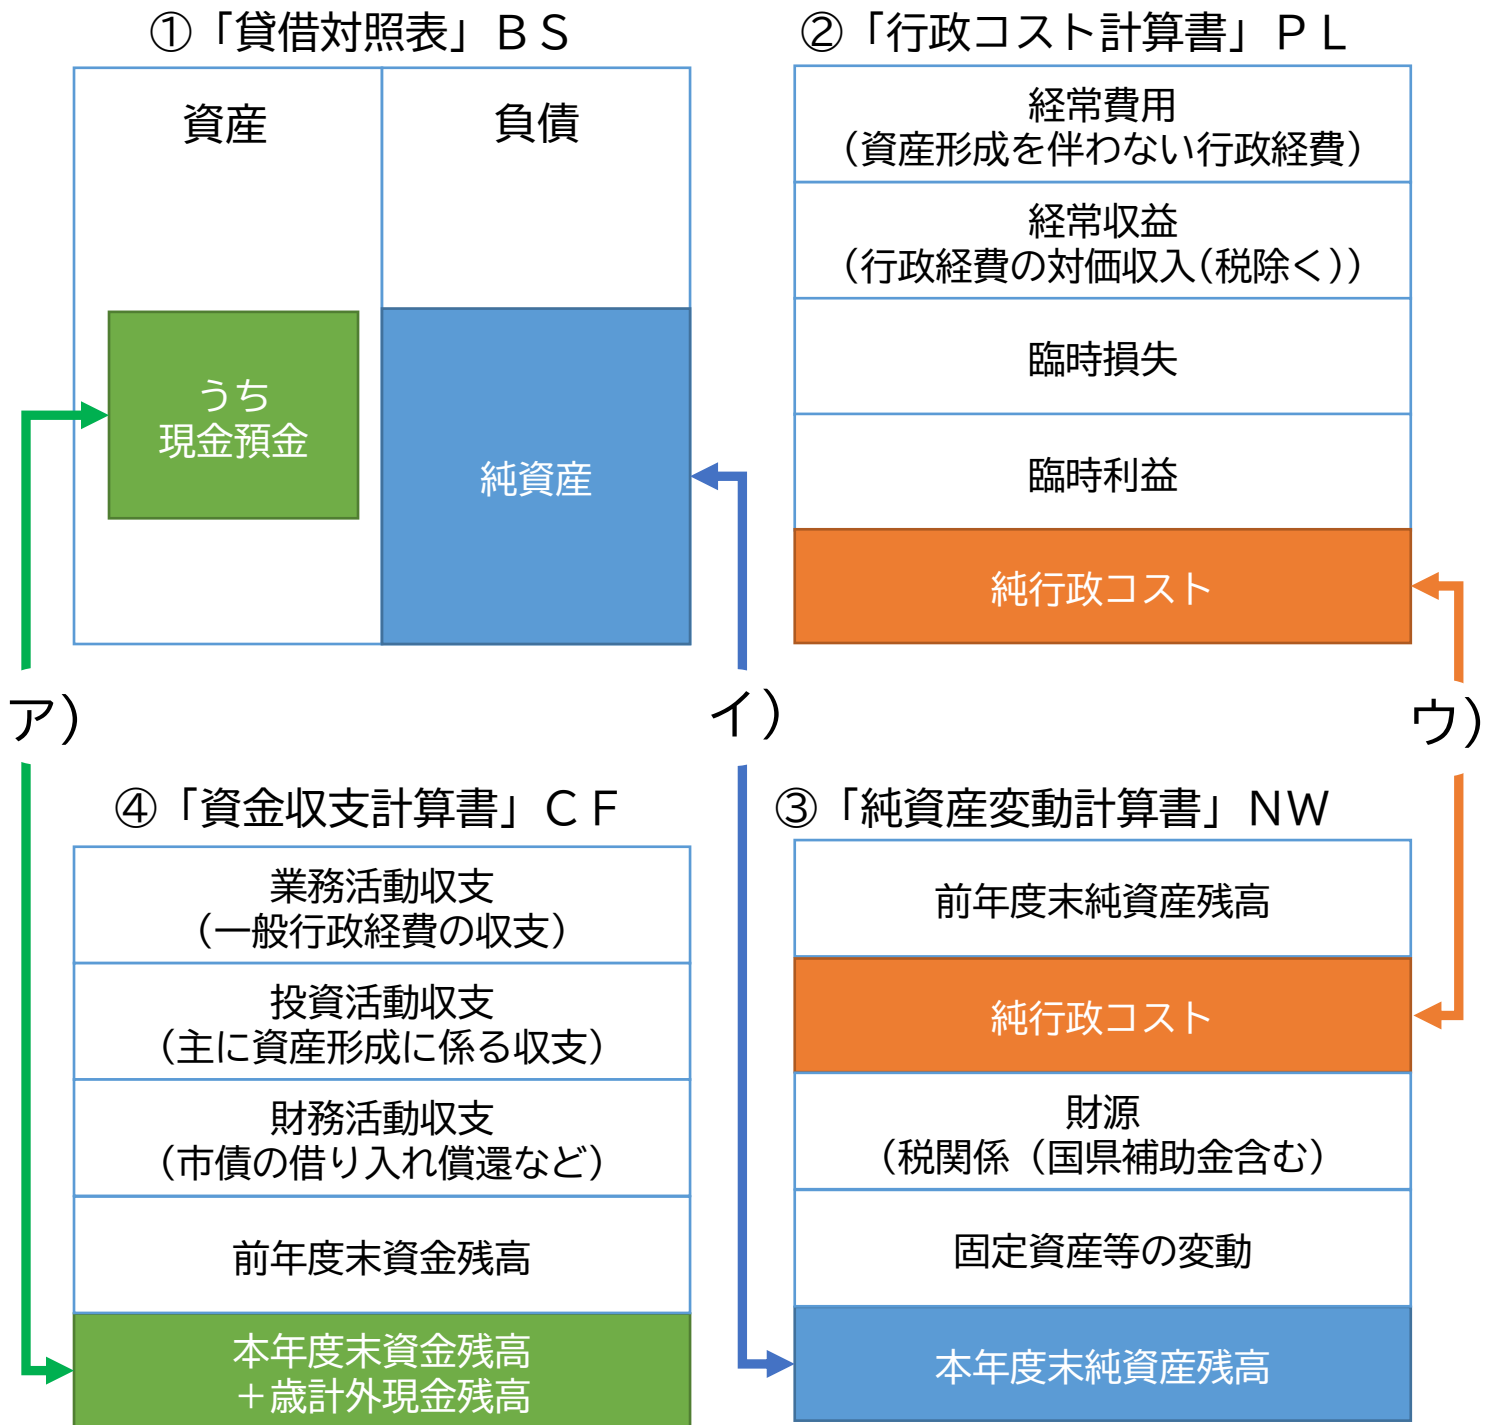 ①「貸借対照表」ＢＳ
資産
負債
うち
現金預金
純資産
②「行政コスト計算書」ＰＬ
経常費用
（資産形成を伴わない行政経費）
経常収益
（行政経費の対価収入（税除く））
臨時損失
臨時利益
純行政コスト
ア）
イ）
ウ）
④「資金収支計算書」ＣＦ
業務活動収支
（一般行政経費の収支）
投資活動収支
（主に資産形成に係る収支）
財務活動収支
（市債の借り入れ償還など）
前年度末資金残高
本年度末資金残高
＋歳計外現金残高
③「純資産変動計算書」ＮＷ
前年度末純資産残高
純行政コスト
財源
（税関係（国県補助金含む）
固定資産等の変動
本年度末純資産残高